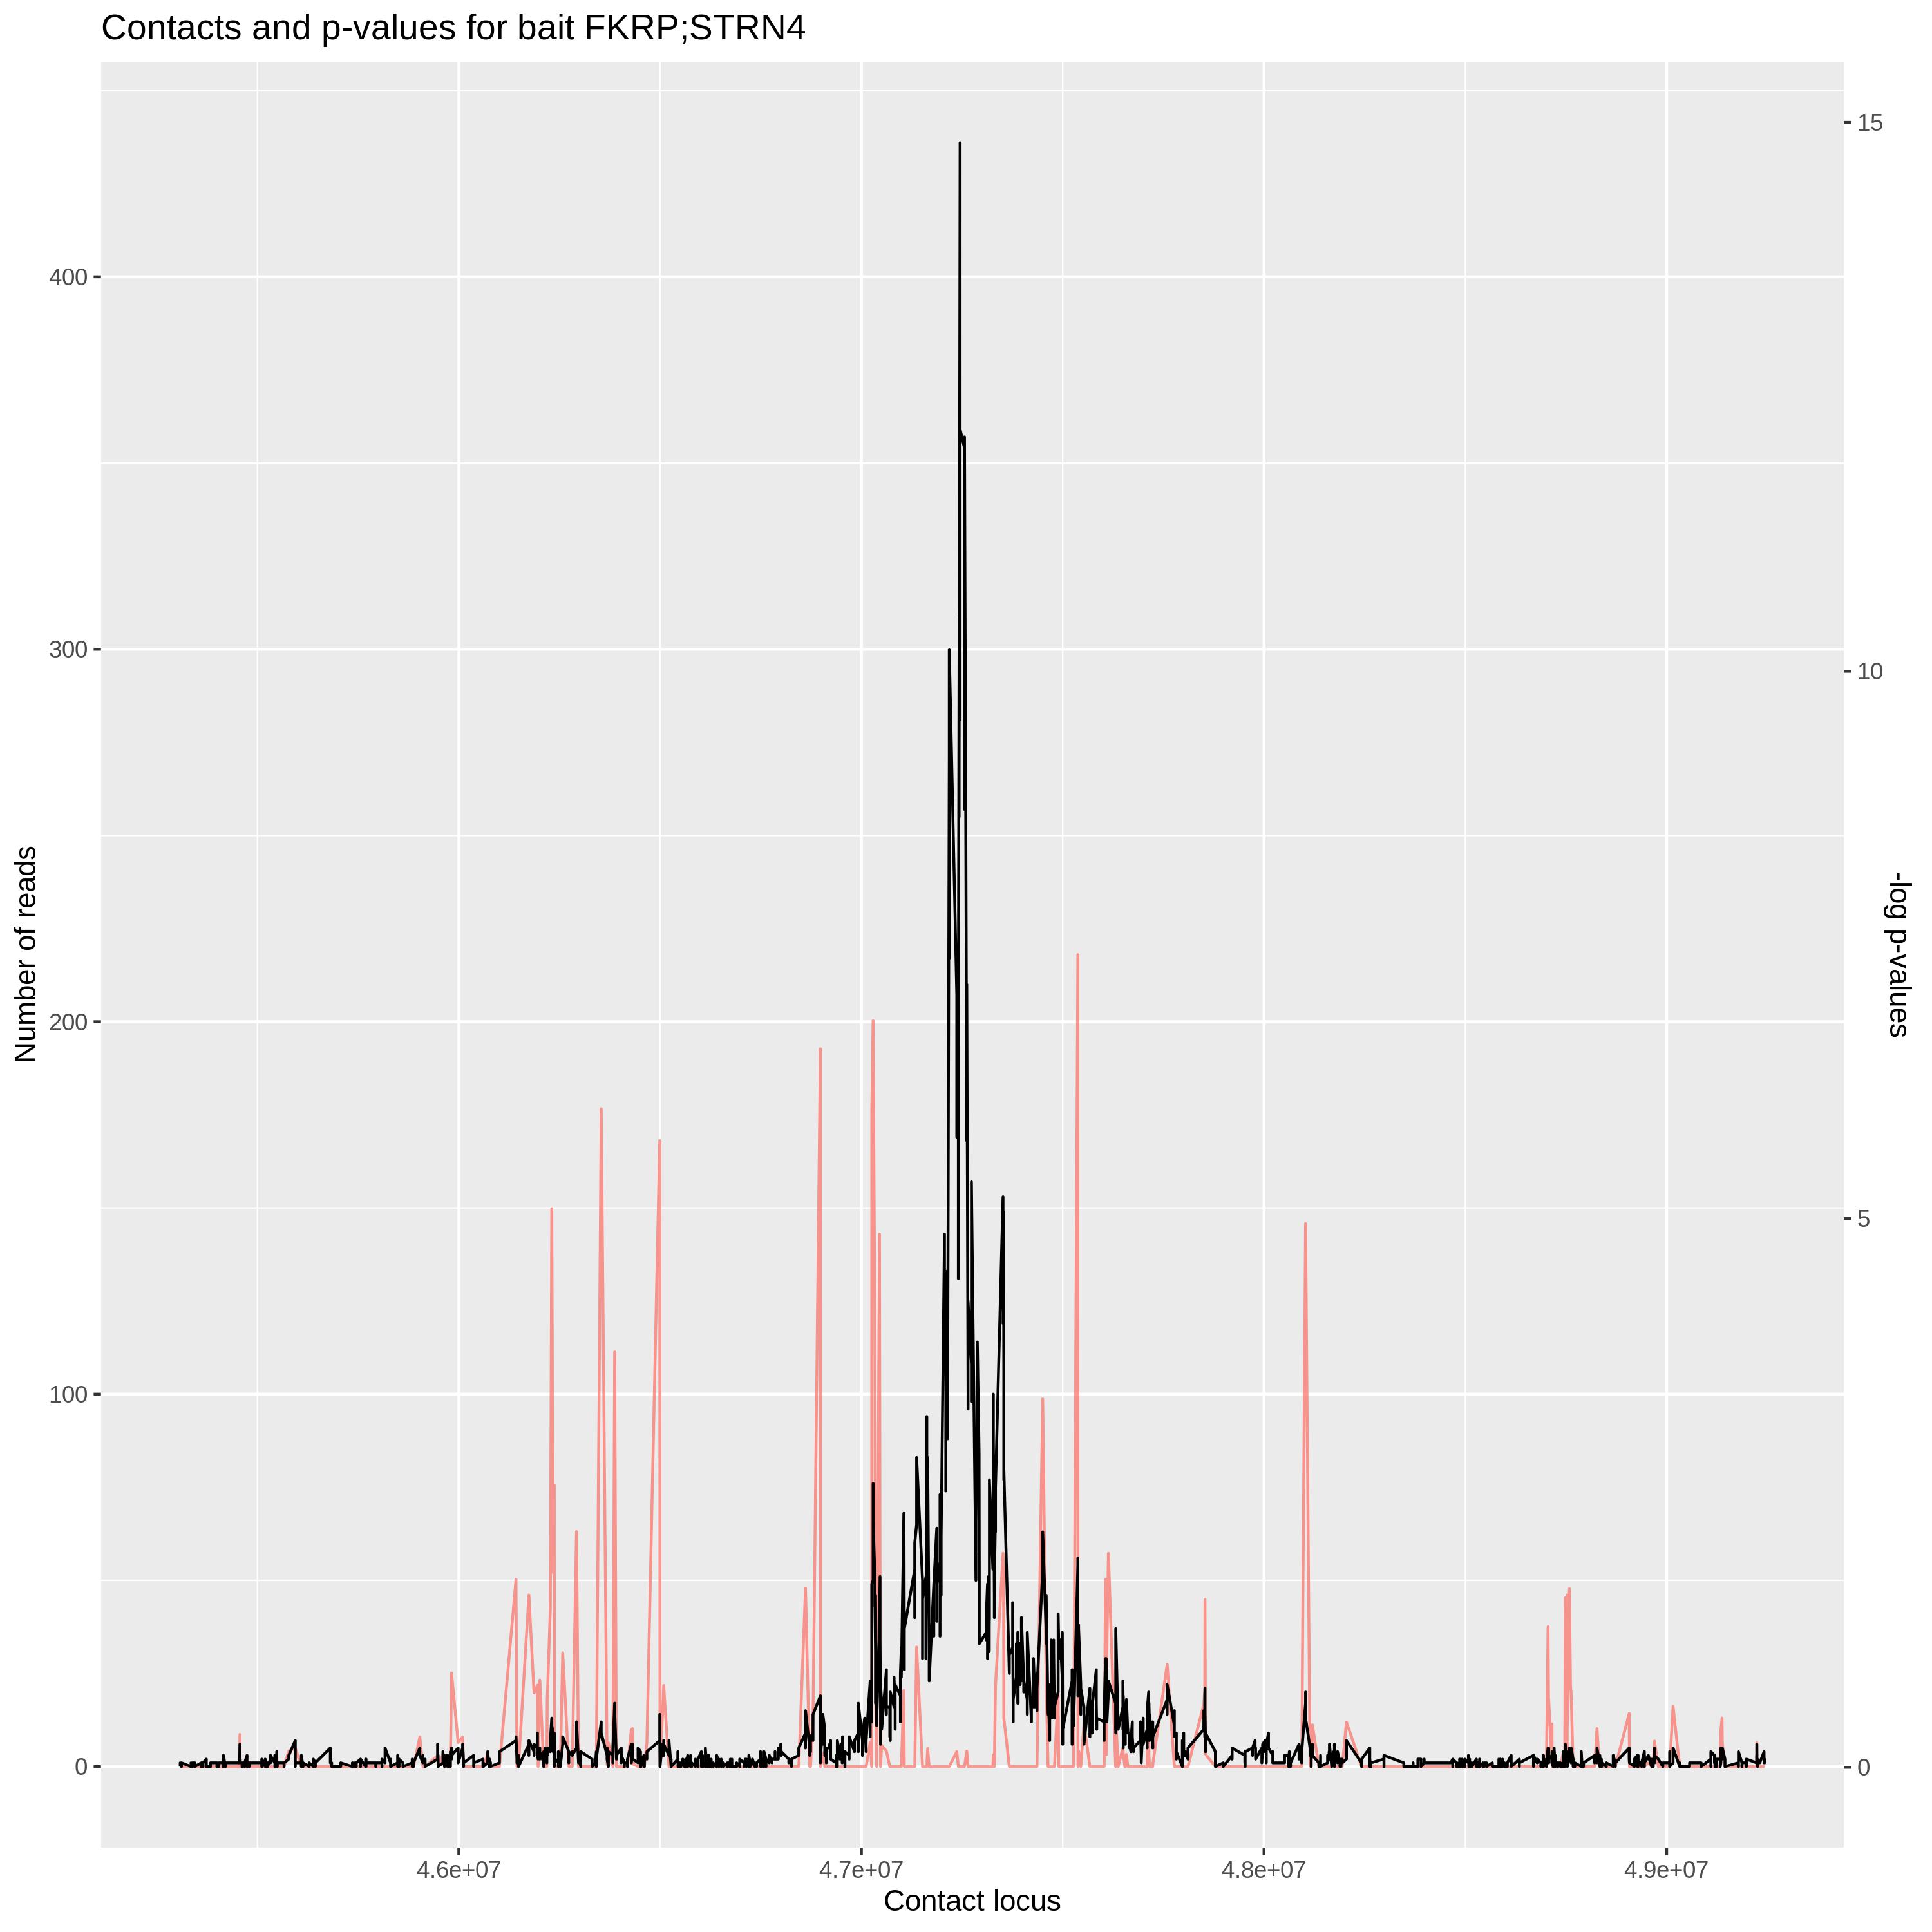 Contacts and p-values for bait FKRP;STRN4
15
400
300
10
Number of reads
-log p-values
200
5
100
0
0
4.6e+07
4.7e+07
4.8e+07
4.9e+07
Contact locus